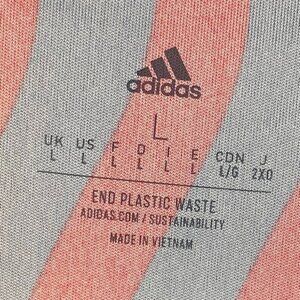 adidas
L
UK US F D I E CDN J
L L L L L L L/G 2XO
END PLASTIC WASTE
ADIDAS.COM / SUSTAINABILITY
MADE IN VIETNAM